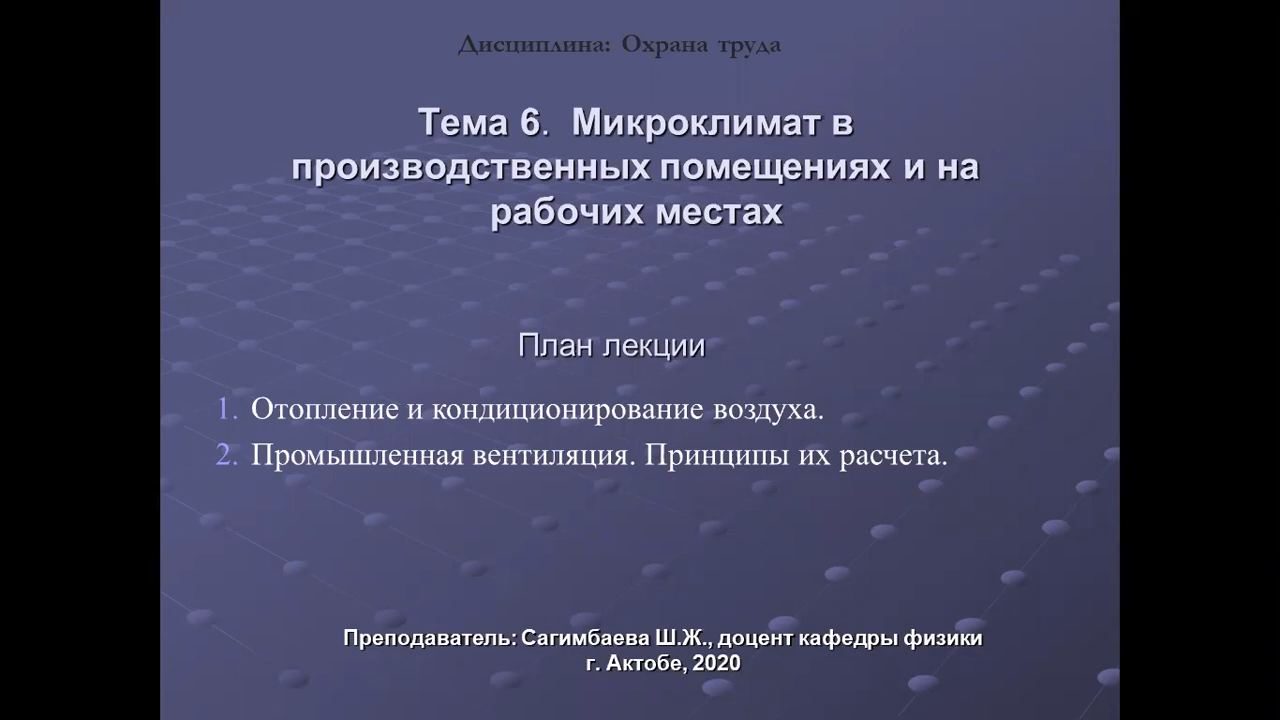 Дисциплина: Охрана труда
Тема 6. Микроклимат в
производственных помещениях и на
рабочих местах
План лекции
1. Отопление и кондиционирование воздуха.
2. Промышленная вентиляция. Принципы их расчета.
Преподаватель: Сагимбаева Ш.Ж., доцент кафедры физики
г. Актобе, 2020